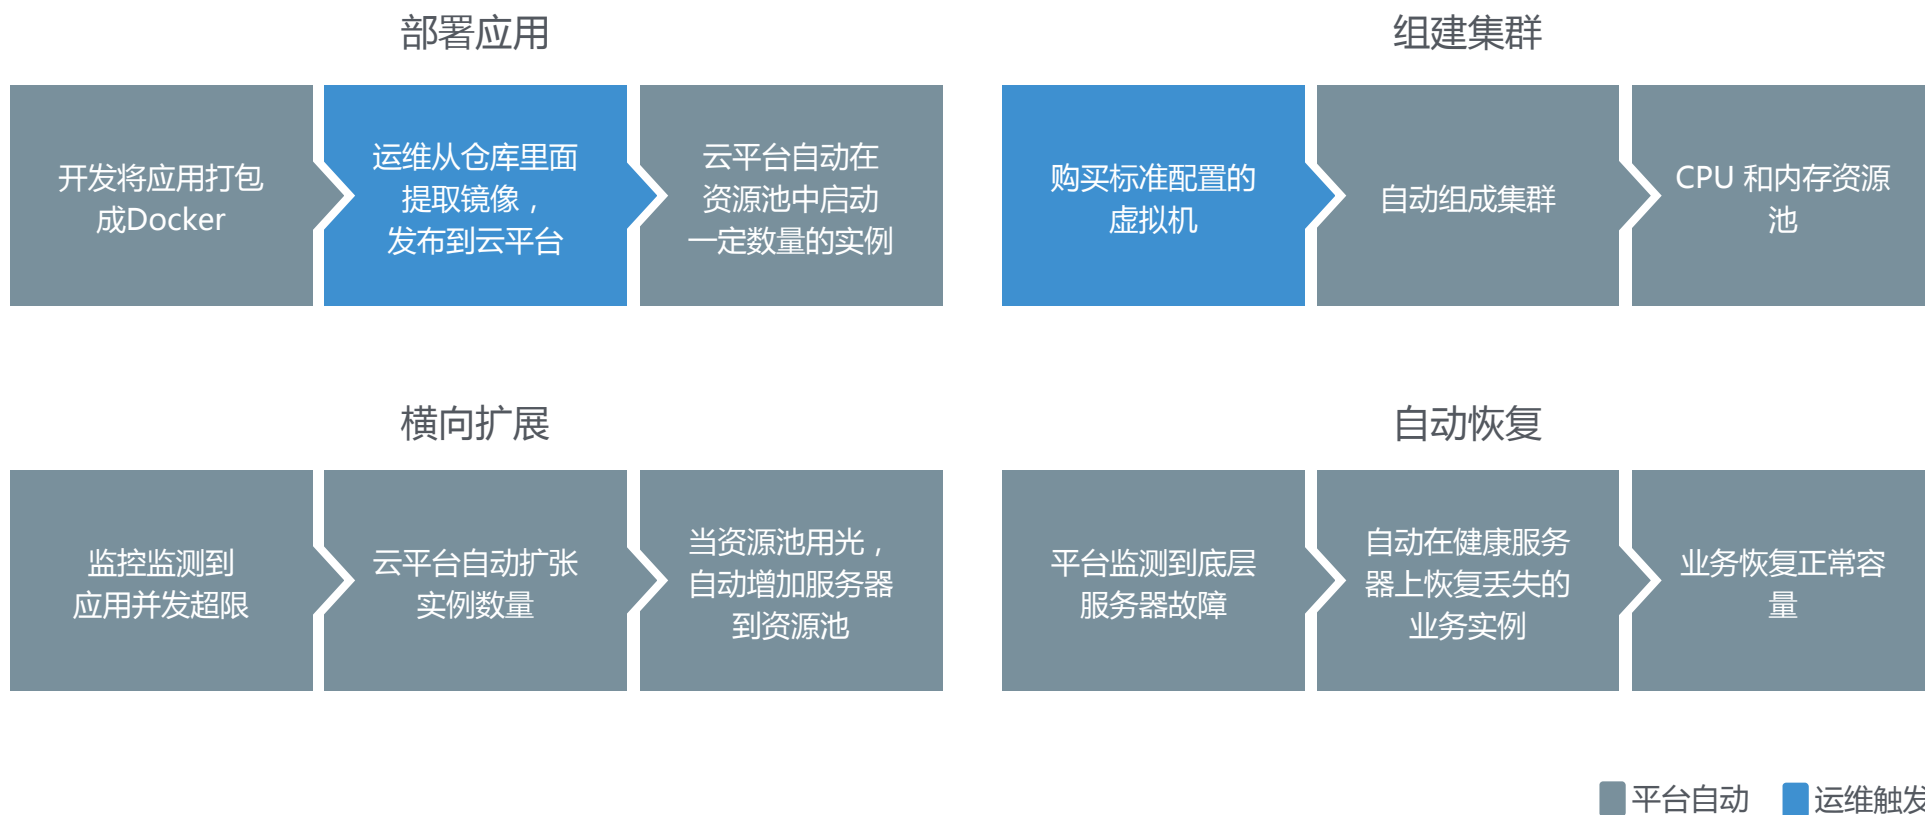 部署应用
开发将应用打包
成Docker
运维从仓库里面
提取镜像，
发布到云平台
云平台自动在
资源池中启动
一定数量的实例
组建集群
购买标准配置的
虚拟机
自动组成集群
CPU 和内存资源
池
横向扩展
监控监测到
应用并发超限
云平台自动扩张
实例数量
当资源池用光，
自动增加服务器
到资源池
自动恢复
平台监测到底层
服务器故障
自动在健康服务
器上恢复丢失的
业务实例
业务恢复正常容
量
平台自动
运维触发